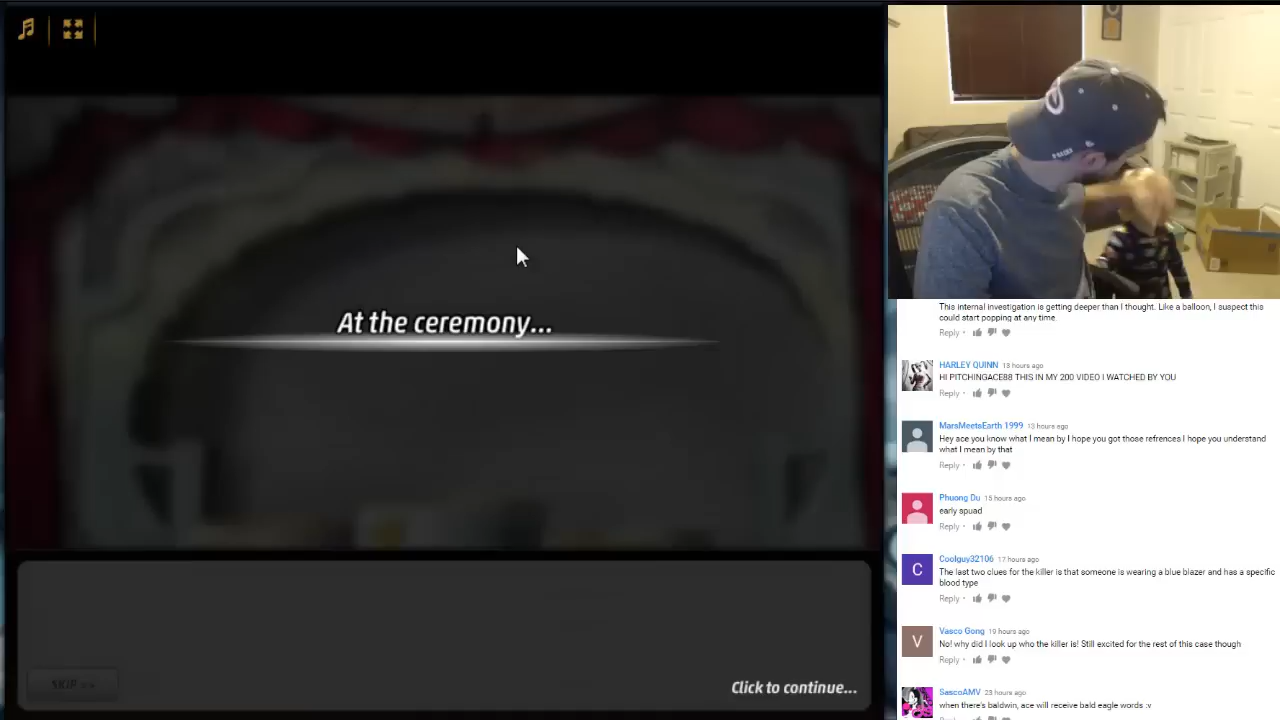 At the ceremony...
SKIP
Click to continue...
This internal investigation is getting deeper than I thought. Like a balloon, I suspect this
could start popping at any time.
Reply
HARLEY QUINN 13 hours ago
HI PITCHINGACE88 THIS IN MY 200 VIDEO I WATCHED BY YOU
Reply
MarsMeetsEarth 1999 13 hours ago
Hey ace you know what I mean by I hope you got those refrences I hope you understand
what I mean by that
Reply
Phuong Du 15 hours ago
early spuad
Reply
C
Coolguy32106 17 hours ago
The last two clues for the killer is that someone is wearing a blue blazer and has a specific
blood type
Reply
V
Vasco Gong 19 hours ago
No! why did I look up who the killer is! Still excited for the rest of this case though
Reply
SascoAMV 23 hours ago
when there's baldwin, ace will receive bald eagle words :v